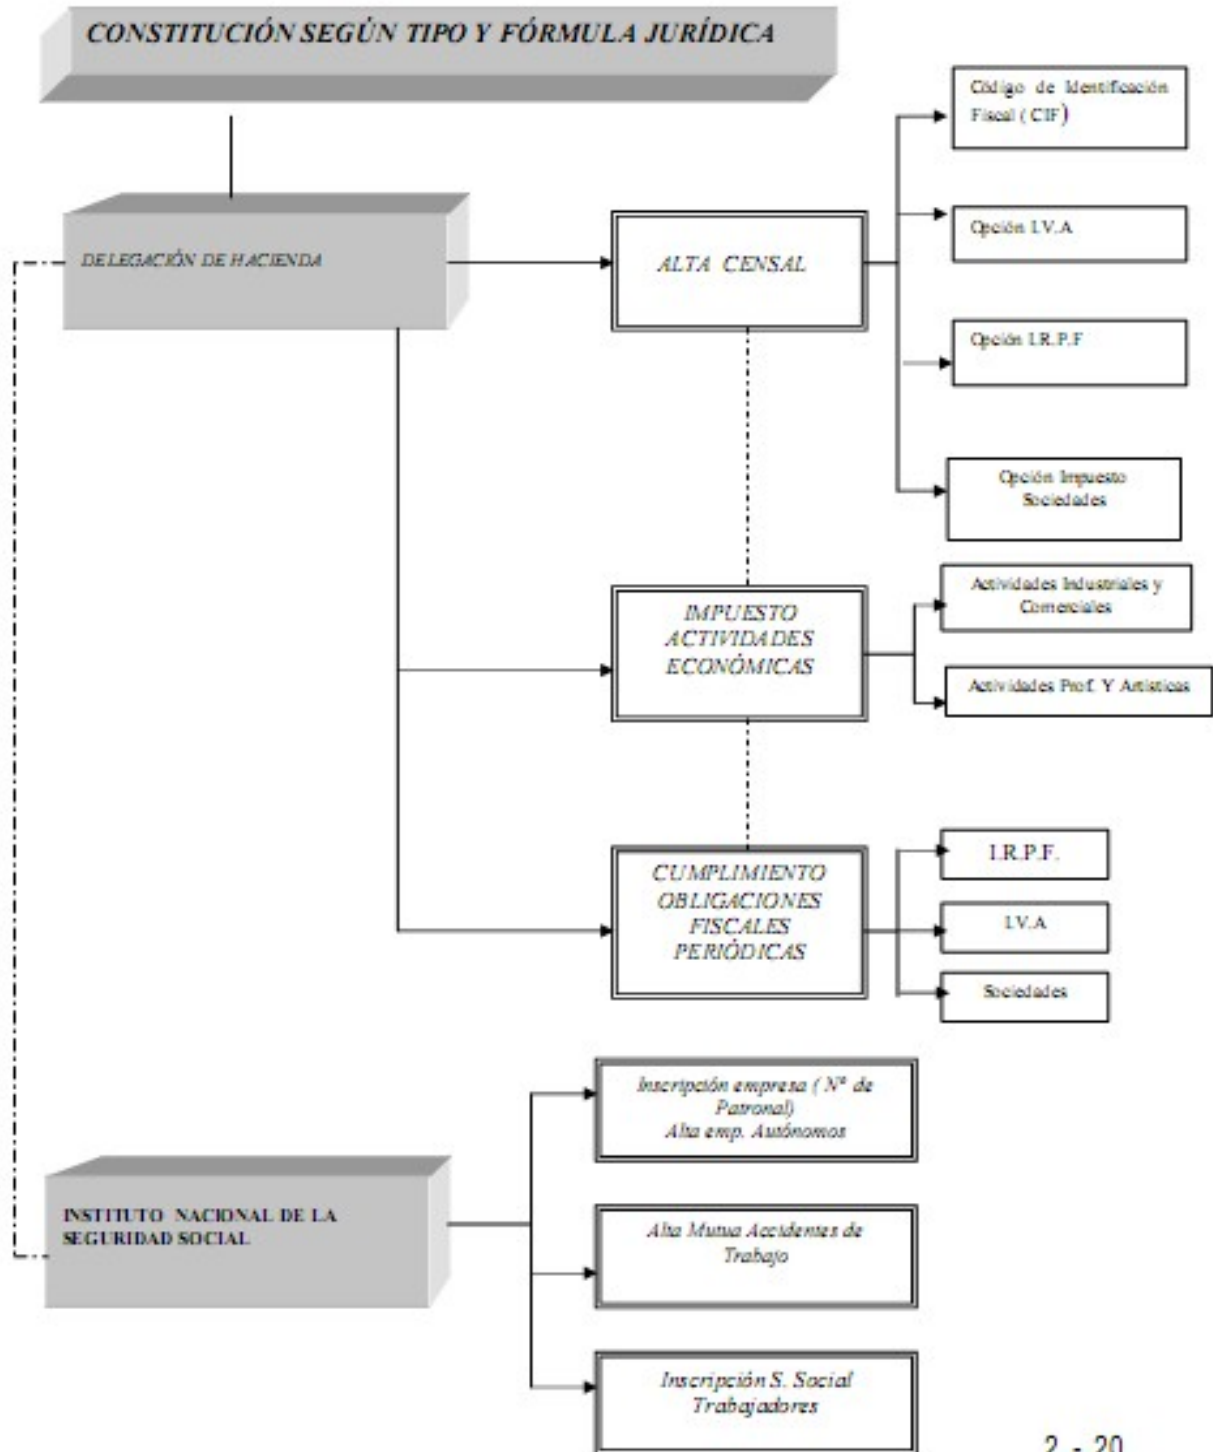 CONSTITUCIÓN SEGÚN TIPO Y FÓRMULA JURÍDICA
Código de Identificación
Fiscal ( CIF)
DELEGACIÓN DE HACIENDA
ALTA CENSAL
Opción I.V.A
Opción I.R.P.F
Opción Impuesto
Sociedades
IMPUESTO
ACTIVIDADES
ECONÓMICAS
Actividades Industriales y
Comerciales
Actividades Prof. Y Artísticas
CUMPLIMIENTO
OBLIGACIONES
FISCALES
PERIÓDICAS
I.R.P.F.
I.V.A
Sociedades
INSTITUTO NACIONAL DE LA
SEGURIDAD SOCIAL
Inscripción empresa ( Nº de
Patronal)
Alta emp. Autónomos
Alta Mutua Accidentes de
Trabajo
Inscripción S. Social
Trabajadores
2 - 20